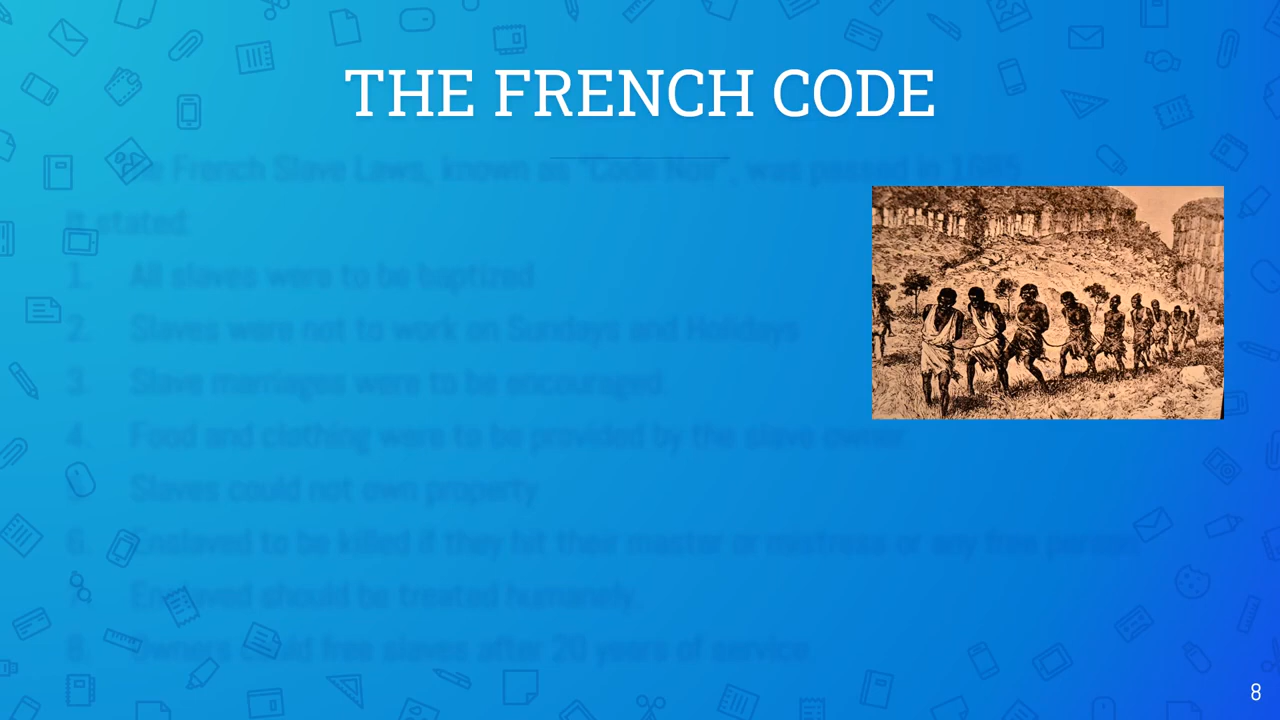 THE FRENCH CODE
The French Slave Laws, known as "Code Noir", was passed in 1685
It stated
1. All slaves were to be baptized
2. Slaves were not to work on Sundays and Holidays
3. Slave marriages were to be encouraged
4. Food and clothing were to be provided by the slave owner.
Slaves could not own property
6. Enslaved to be killed if they hit their master or mistress or any free person.
7. Enslaved should be treated humanely.
8. Owners could free slaves after 20 years of service.
8